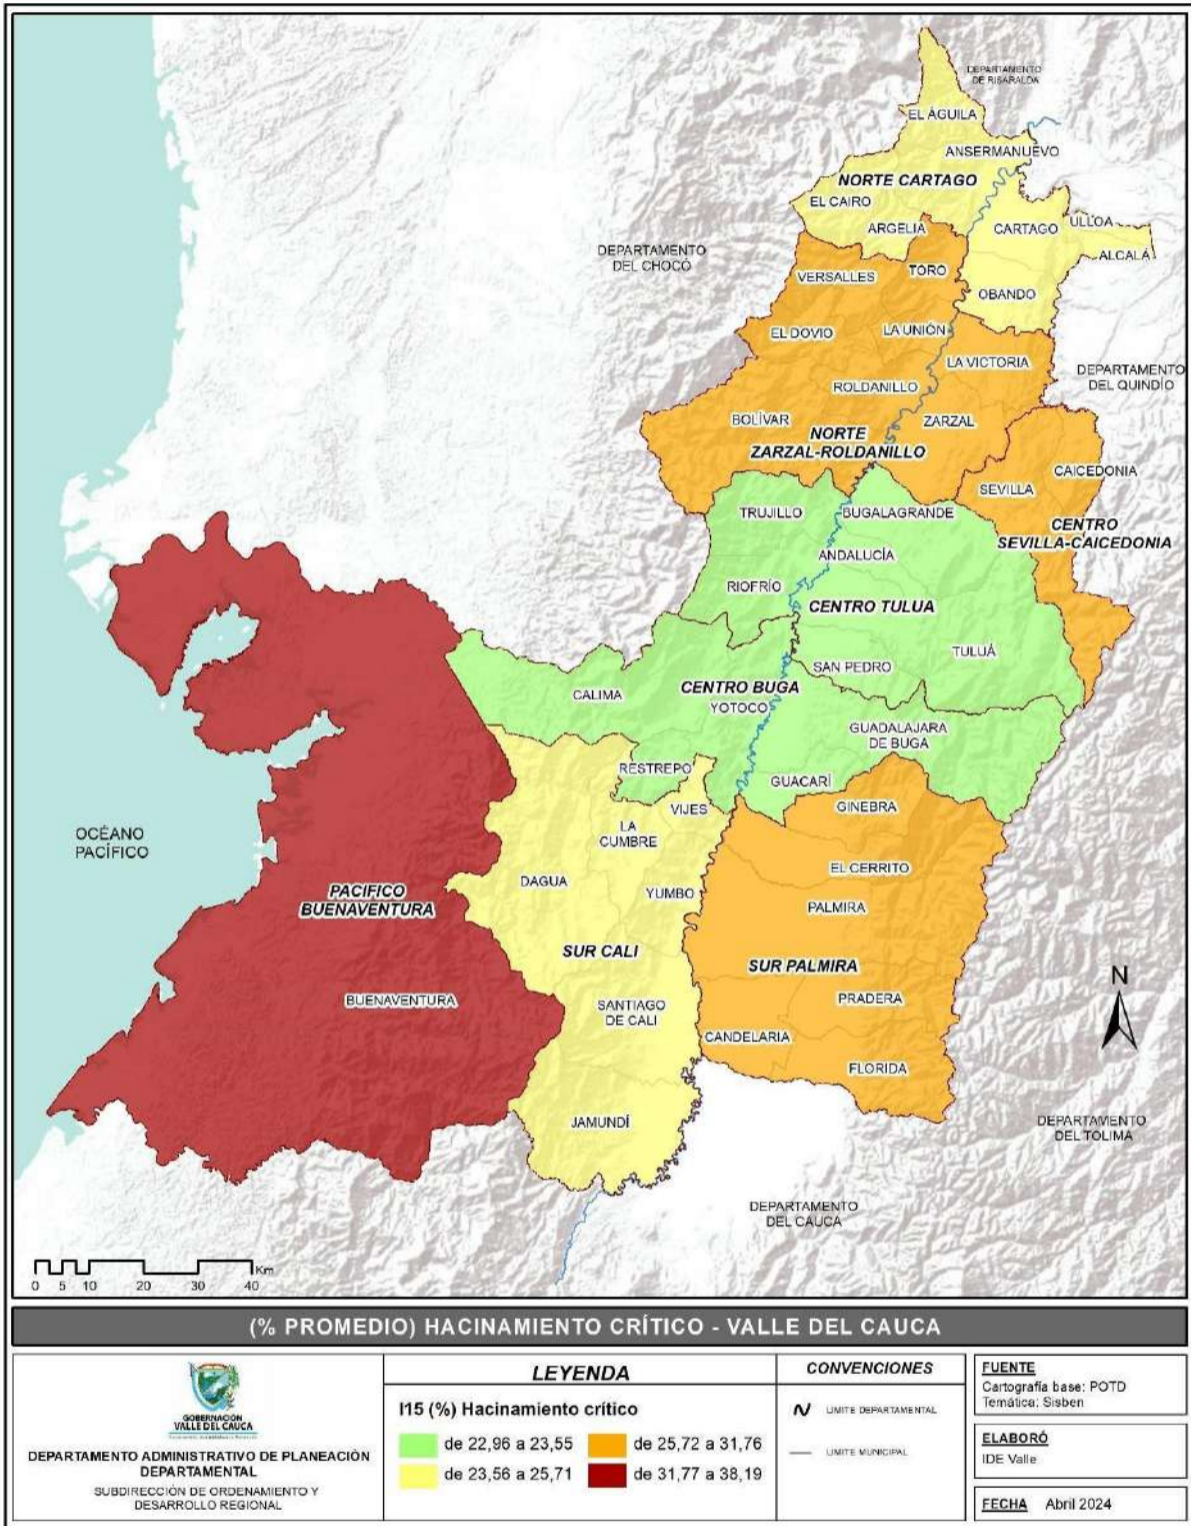 DEPARTAMENTO
DE RISARALDA
EL ÁGUILA
ANSERMANUEVO
NORTE CARTAGO
EL CAIRO
ARGELIA
CARTAGO
ULLOA
ALCALÁ
DEPARTAMENTO
DEL CHOCÓ
VERSALLES
TORO
OBANDO
EL DOVIO
LA UNIÓN
LA VICTORIA
DEPARTAMENTO
DEL QUINDÍO
ROLDANILLO
BOLÍVAR
ZARZAL
NORTE
ZARZAL-ROLDANILLO
CAICEDONIA
SEVILLA
CENTRO
SEVILLA-CAICEDONIA
TRUJILLO
BUGALAGRANDE
ANDALUCÍA
RIOFRÍO
CENTRO TULUA
SAN PEDRO
TULUÁ
CALIMA
CENTRO BUGA
YOTOCO
GUADALAJARA
DE BUGA
RESTREPO
GUACARÍ
VIJES
GINEBRA
LA
CUMBRE
OCÉANO
PACÍFICO
DAGUA
YUMBO
EL CERRITO
PACIFICO
BUENAVENTURA
PALMIRA
SUR CALI
SUR PALMIRA
BUENAVENTURA
SANTIAGO
DE CALI
PRADERA
N
CANDELARIA
FLORIDA
JAMUNDÍ
DEPARTAMENTO
DEL TOLIMA
DEPARTAMENTO
DEL CAUCA
Km
0 5 10 20 30 40
(% PROMEDIO) HACINAMIENTO CRÍTICO - VALLE DEL CAUCA
GOBERNACIÓN
VALLE DEL CAUCA
DEPARTAMENTO ADMINISTRATIVO DE PLANEACIÓN
DEPARTAMENTAL
SUBDIRECCIÓN DE ORDENAMIENTO Y
DESARROLLO REGIONAL
LEYENDA
I15 (%) Hacinamiento crítico
de 22,96 a 23,55
de 25,72 a 31,76
de 23,56 a 25,71
de 31,77 a 38,19
CONVENCIONES
LIMITE DEPARTAMENTAL
LIMITE MUNICIPAL
FUENTE
Cartografía base: POTD
Temática: Sisben
ELABORÓ
IDE Valle
FECHA Abril 2024